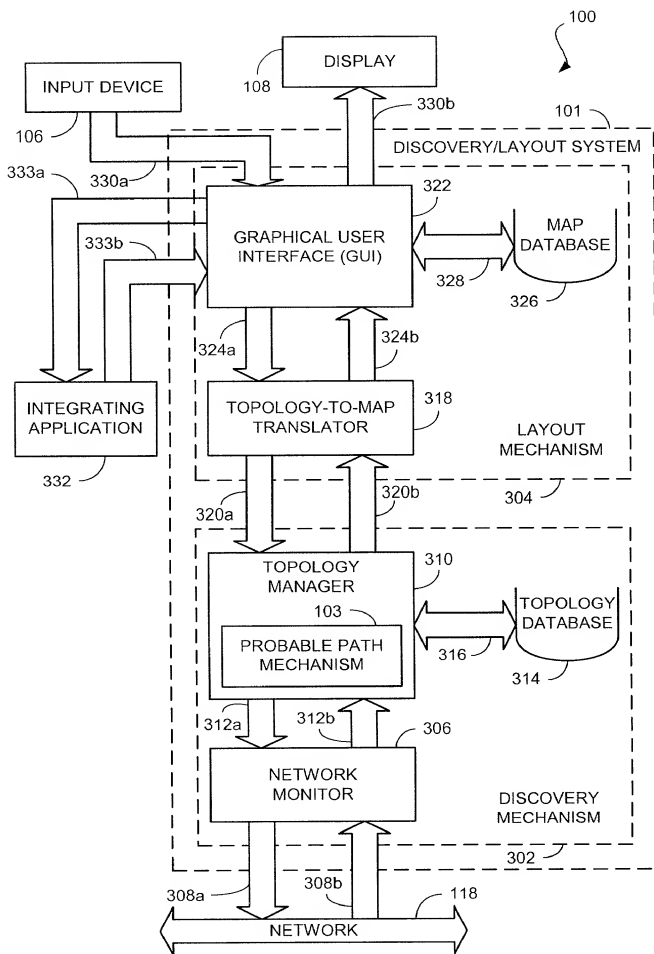 100
DISPLAY
108
INPUT DEVICE
106
330b
101
DISCOVERY/LAYOUT SYSTEM
330a
333a
322
333b
GRAPHICAL USER
INTERFACE (GUI)
MAP
DATABASE
328
326
324a
324b
INTEGRATING
APPLICATION
332
TOPOLOGY-TO-MAP
TRANSLATOR
318
LAYOUT
MECHANISM
304
320a
320b
TOPOLOGY
MANAGER
310
103
PROBABLE PATH
MECHANISM
TOPOLOGY
DATABASE
316
314
312a
312b
306
NETWORK
MONITOR
DISCOVERY
MECHANISM
302
308a
308b
118
NETWORK